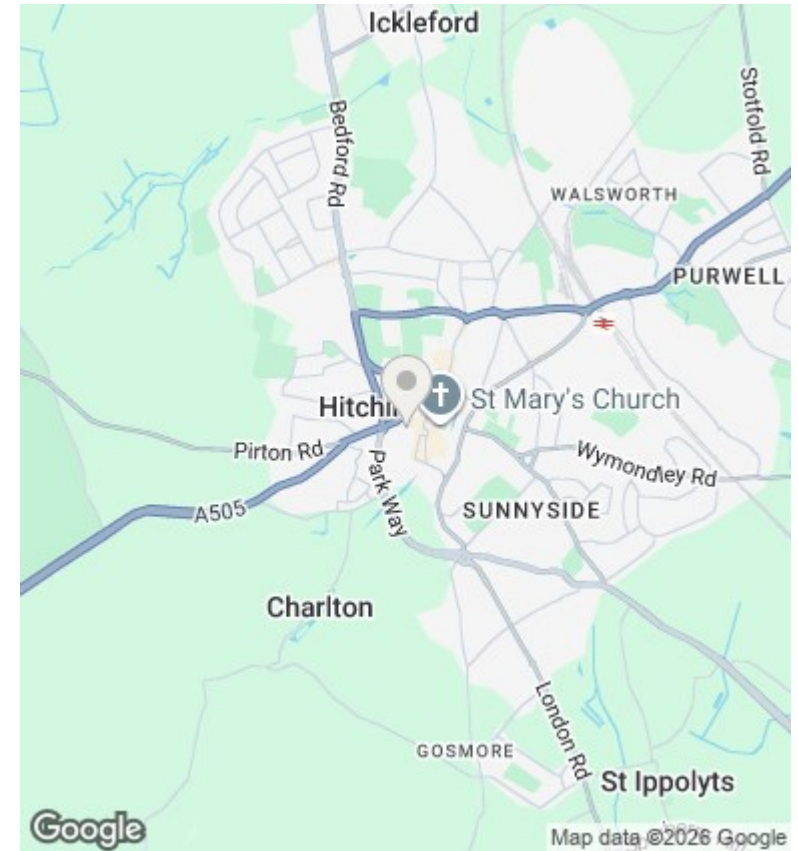 Ickleford
Stotfold Rd
Bedford Rd
WALSWORTH
PURWELL
St Mary's Church
Pirton Rd
Park Way
Wymondley Rd
A505
SUNNYSIDE
Charlton
London Rd
GOSMORE
St Ippolyts
Google
Map data ©2026 Google